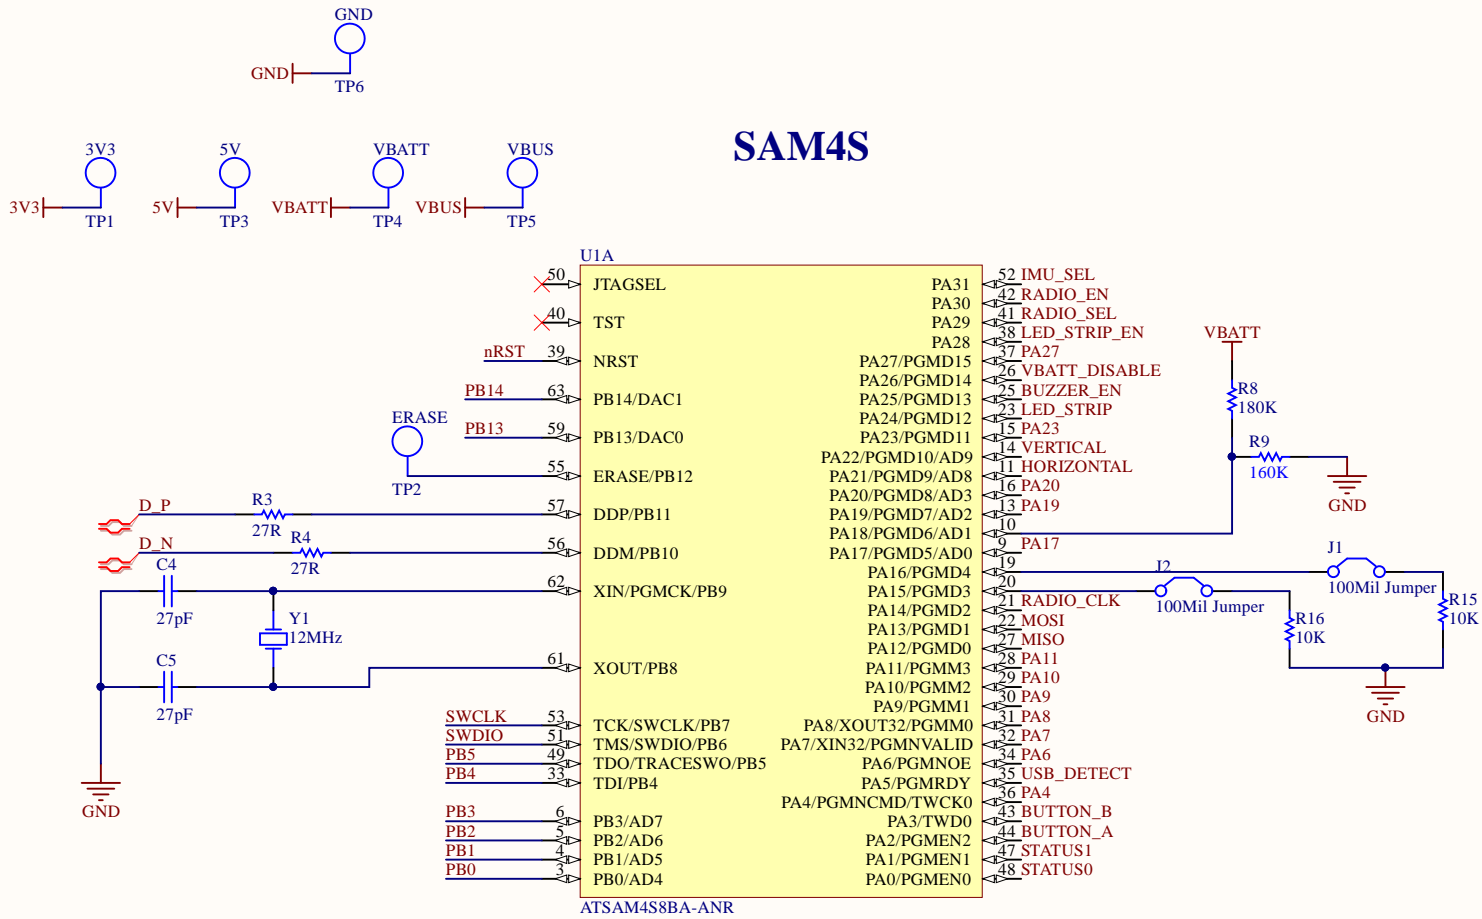 GND
GND
TP6
SAM4S
3V3
5V
VBATT
VBUS
3V3
5V
VBATT
VBUS
TP1
TP3
TP4
TP5
U1A
50
JTAGSEL
40
TST
nRST
39
NRST
PB14
63
PB14/DAC1
ERASE
PB13
59
PB13/DAC0
55
ERASE/PB12
TP2
D_P
R3
27R
57
DDP/PB11
D_N
R4
27R
56
DDM/PB10
C4
27pF
62
XIN/PGMCK/PB9
Y1
12MHz
C5
27pF
61
XOUT/PB8
GND
SWCLK
53
TCK/SWCLK/PB7
SWDIO
51
TMS/SWDIO/PB6
PB5
49
TDO/TRACESWO/PB5
PB4
33
TDI/PB4
PB3
6
PB3/AD7
PB2
5
PB2/AD6
PB1
4
PB1/AD5
PB0
3
PB0/AD4
PA31
52
IMU_SEL
PA30
42
RADIO_EN
PA29
41
RADIO_SEL
PA28
38
LED_STRIP_EN
PA27/PGMD15
37
PA27
PA26/PGMD14
26
VBATT_DISABLE
PA25/PGMD13
25
BUZZER_EN
PA24/PGMD12
23
LED_STRIP
PA23/PGMD11
15
PA23
PA22/PGMD10/AD9
14
VERTICAL
PA21/PGMD9/AD8
11
HORIZONTAL
PA20/PGMD8/AD3
16
PA20
PA19/PGMD7/AD2
13
PA19
PA18/PGMD6/AD1
10
PA17/PGMD5/AD0
9
PA17
PA16/PGMD4
19
PA15/PGMD3
20
PA14/PGMD2
21
RADIO_CLK
PA13/PGMD1
22
MOSI
PA12/PGMD0
27
MISO
PA11/PGMM3
28
PA11
PA10/PGMM2
29
PA10
PA9/PGMM1
30
PA9
PA8/XOUT32/PGMM0
31
PA8
PA7/XIN32/PGMNVALID
32
PA7
PA6/PGMNOE
34
PA6
PA5/PGMRDY
35
USB_DETECT
PA4/PGMNCMD/TWCK0
36
PA4
PA3/TWD0
43
BUTTON_B
PA2/PGMEN2
44
BUTTON_A
PA1/PGMEN1
47
STATUS1
PA0/PGMEN0
48
STATUS0
ATSAM4S8BA-ANR
VBATT
R8
180K
R9
160K
GND
J1
100Mil Jumper
J2
100Mil Jumper
R15
10K
R16
10K
GND